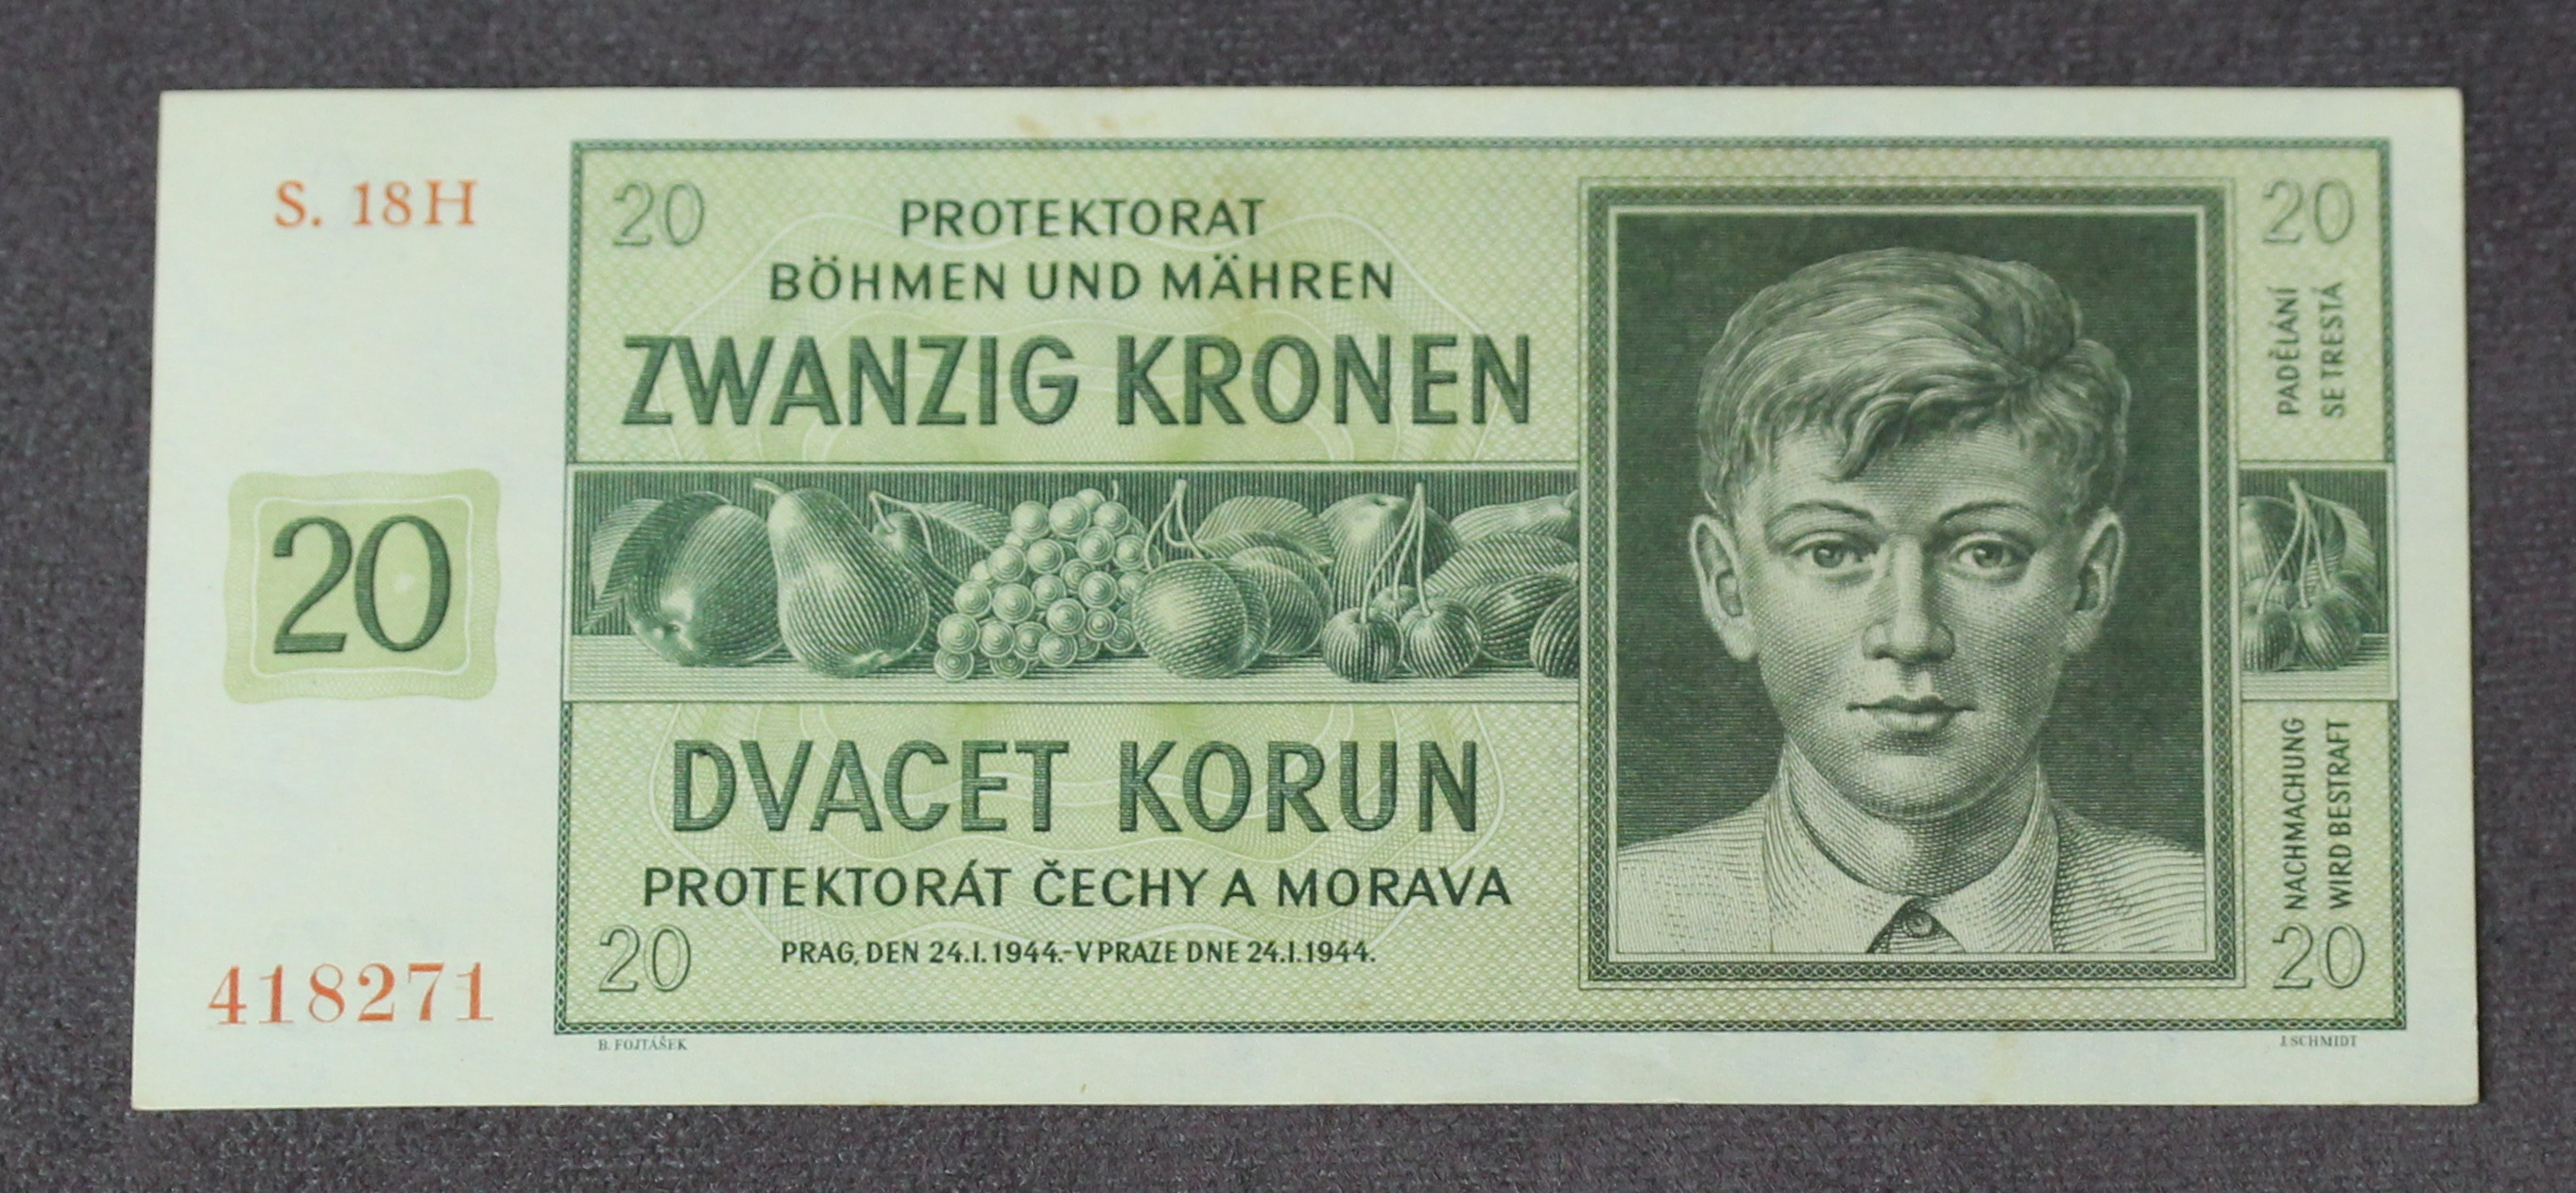 S. 18H
20
418271
20
PROTEKTORAT
BÖHMEN UND MÄHREN
ZWANZIG KRONEN
DVACET KORUN
PROTEKTORÁT ČECHY A MORAVA
20
PRAG, DEN 24.I.1944.-V PRAZE DNE 24.I.1944.
20
PADĚLÁNÍ
SE TRESTÁ
NACHMACHUNG
WIRD BESTRAFT
20
B. FOJTÁŠEK
J. SCHMIDT